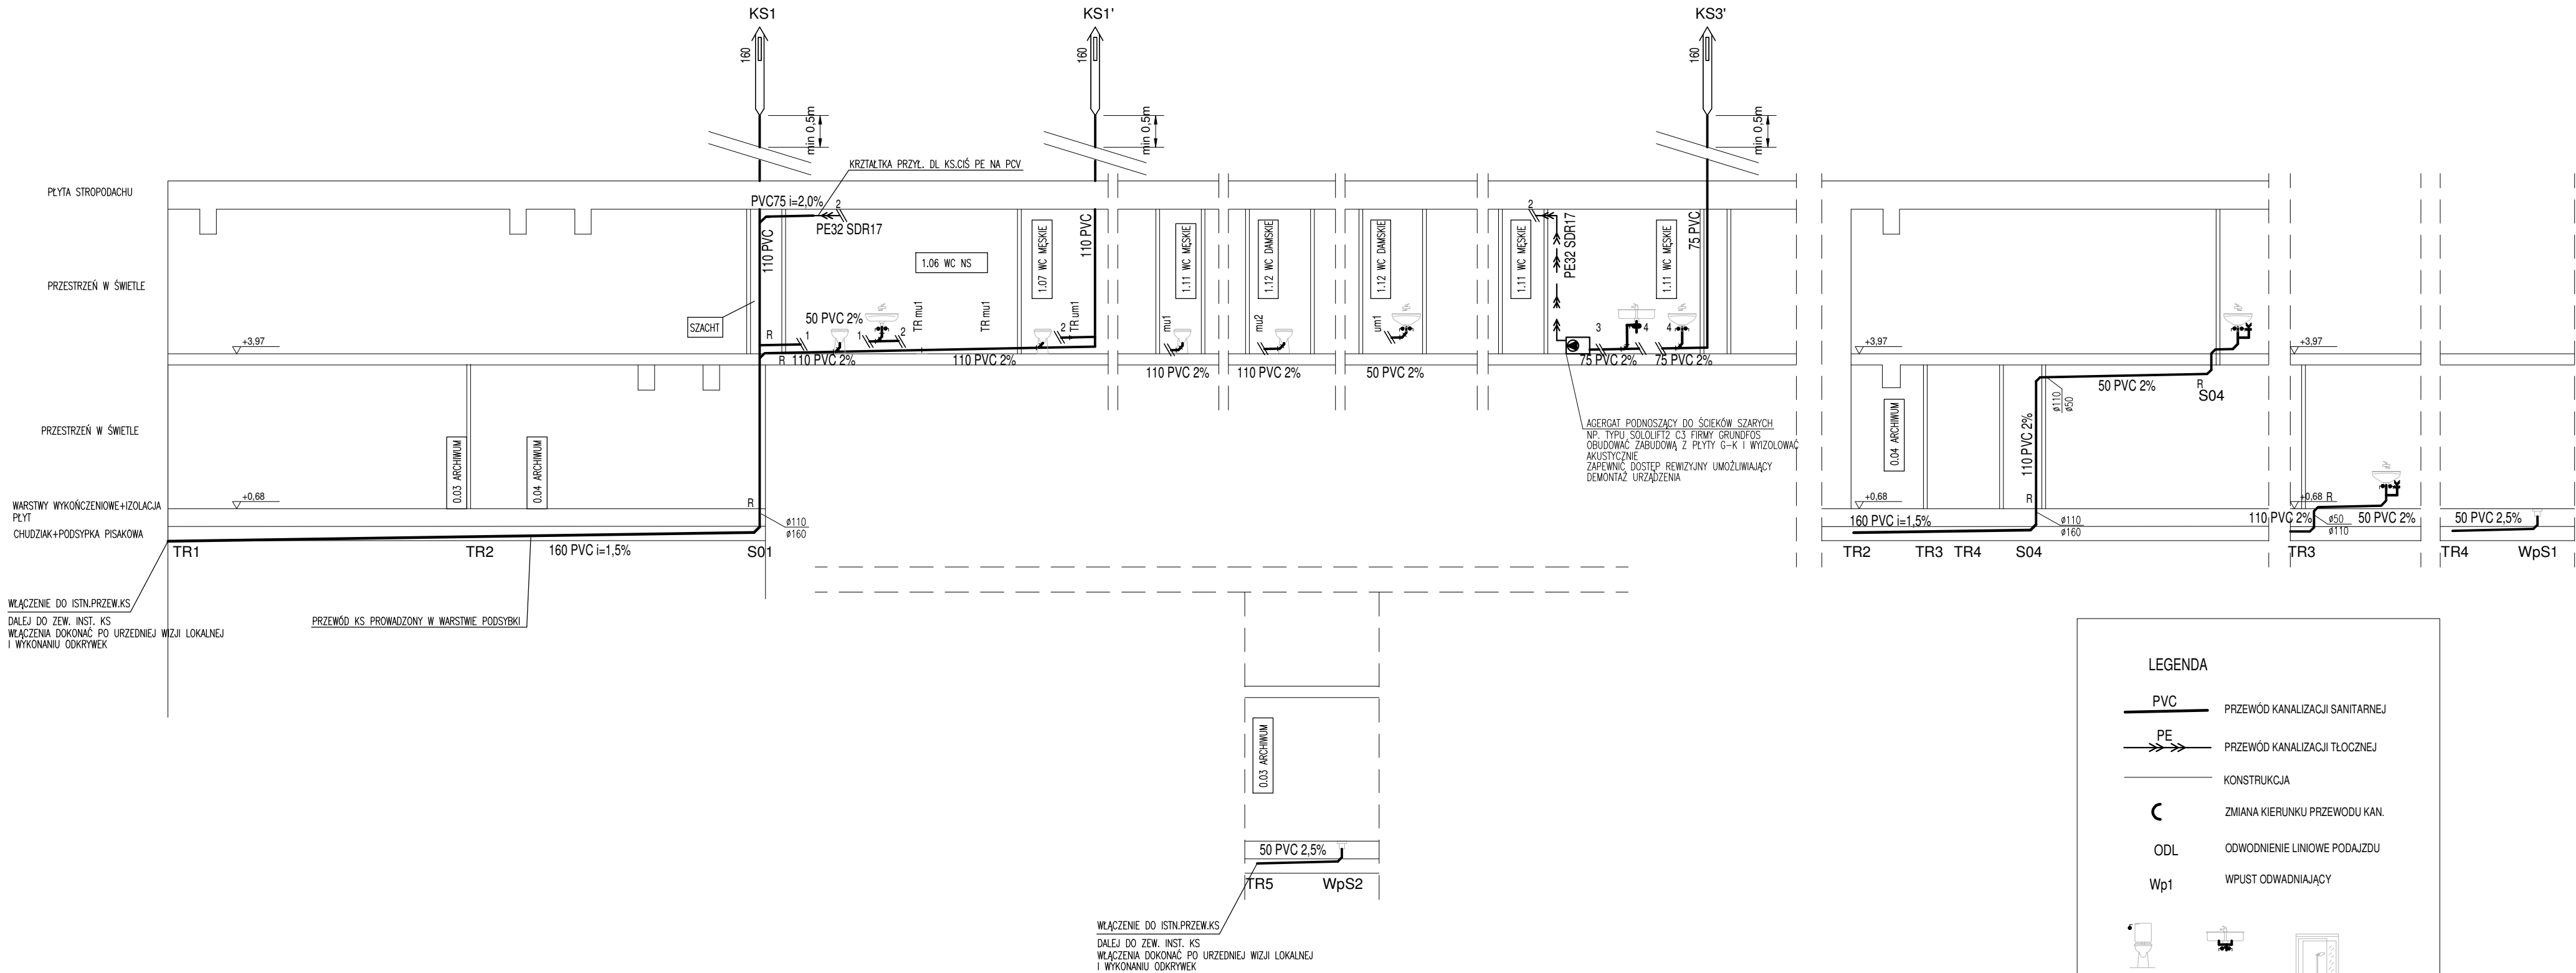 KS1
KS1'
KS3'
160
160
160
min 0,5m
min 0,5m
min 0,5m
KRZTAŁTKA PRZYŁ. DL KS.CIŚ PE NA PCV
PŁYTA STROPODACHU
PVC75 i=2,0%
2
PE32 SDR17
110 PVC
1.06 WC NS
1.07 WC MĘSKIE
110 PVC
1.11 WC MĘSKIE
1.12 WC DAMSKIE
1.12 WC DAMSKIE
1.11 WC MĘSKIE
2
PE32 SDR17
1.11 WC MĘSKIE
75 PVC
PRZESTRZEŃ W ŚWIETLE
SZACHT
50 PVC 2%
R
1
1
2
TR mu1
TR mu1
2
TR um1
mu1
mu2
um1
3
4
4
+3,97
+3,97
+3,97
R
110 PVC 2%
110 PVC 2%
110 PVC 2%
110 PVC 2%
50 PVC 2%
75 PVC 2%
75 PVC 2%
50 PVC 2%
R
S04
ø110
ø50
PRZESTRZEŃ W ŚWIETLE
0.03 ARCHIWUM
0.04 ARCHIWUM
AGERGAT PODNOSZĄCY DO ŚCIEKÓW SZARYCH
NP. TYPU SOLOLIFT2 C3 FIRMY GRUNDFOS
OBUDOWAĆ ZABUDOWĄ Z PŁYTY G-K I WYIZOLOWAĆ
AKUSTYCZNIE
ZAPEWNIĆ DOSTĘP REWIZYJNY UMOŻLIWIAJĄCY
DEMONTAŻ URZĄDZENIA
0.04 ARCHIWUM
110 PVC 2%
+0,68
R
+0,68
R
+0,68 R
WARSTWY WYKOŃCZENIOWE+IZOLACJA
PŁYT
CHUDZIAK+PODSYPKA PISAKOWA
ø110
ø160
160 PVC i=1,5%
ø110
ø160
110 PVC 2%
ø50
ø110
50 PVC 2%
50 PVC 2,5%
TR1
TR2
160 PVC i=1,5%
S01
TR2
TR3
TR4
S04
TR3
TR4
WpS1
WŁĄCZENIE DO ISTN.PRZEW.KS
DALEJ DO ZEW. INST. KS
WŁĄCZENIA DOKONAĆ PO URZEDNIEJ WIZJI LOKALNEJ
I WYKONANIU ODKRYWEK
PRZEWÓD KS PROWADZONY W WARSTWIE PODSYBKI
0.03 ARCHIWUM
50 PVC 2,5%
TR5
WpS2
WŁĄCZENIE DO ISTN.PRZEW.KS
DALEJ DO ZEW. INST. KS
WŁĄCZENIA DOKONAĆ PO URZEDNIEJ WIZJI LOKALNEJ
I WYKONANIU ODKRYWEK
LEGENDA
PVC
PRZEWÓD KANALIZACJI SANITARNEJ
PE
PRZEWÓD KANALIZACJI TŁOCZNEJ
KONSTRUKCJA
ZMIANA KIERUNKU PRZEWODU KAN.
ODL
ODWODNIENIE LINIOWE PODAJZDU
Wp1
WPUST ODWADNIAJĄCY